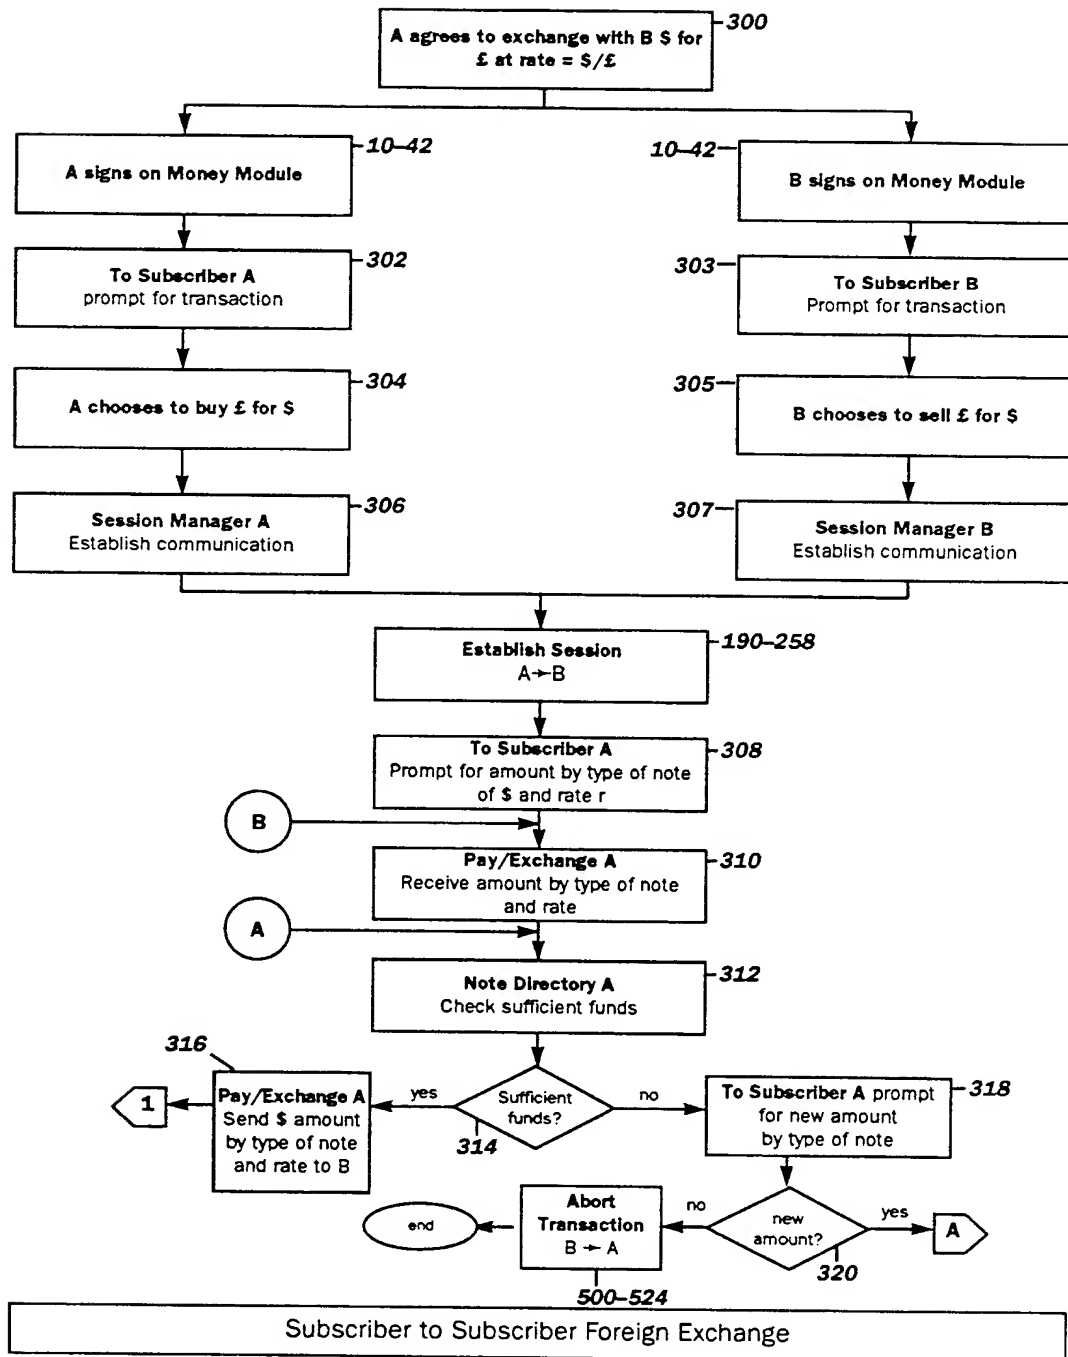 300
A agrees to exchange with B $ for
£ at rate = $/£
10–42
A signs on Money Module
10–42
B signs on Money Module
302
To Subscriber A
prompt for transaction
303
To Subscriber B
Prompt for transaction
304
A chooses to buy £ for $
305
B chooses to sell £ for $
306
Session Manager A
Establish communication
307
Session Manager B
Establish communication
190–258
Establish Session
A→B
308
To Subscriber A
Prompt for amount by type of note
of $ and rate r
B
310
Pay/Exchange A
Receive amount by type of note
and rate
A
312
Note Directory A
Check sufficient funds
316
1
Pay/Exchange A
Send $ amount
by type of note
and rate to B
yes
Sufficient
funds?
314
no
318
To Subscriber A prompt
for new amount
by type of note
end
Abort
Transaction
B → A
500–524
no
new
amount?
320
yes
A
Subscriber to Subscriber Foreign Exchange